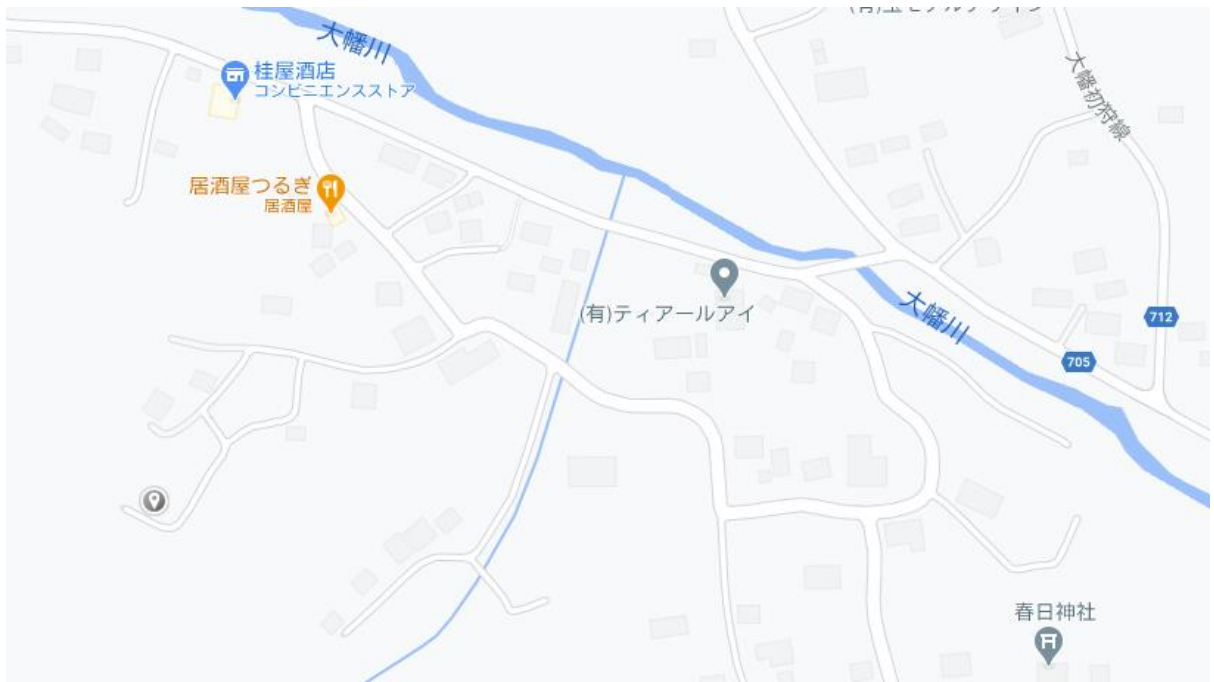 大幡川
桂屋酒店
コンビニエンスストア
大幡初狩線
居酒屋つるぎ
居酒屋
(有)ティアールアイ
大幡川
712
705
春日神社